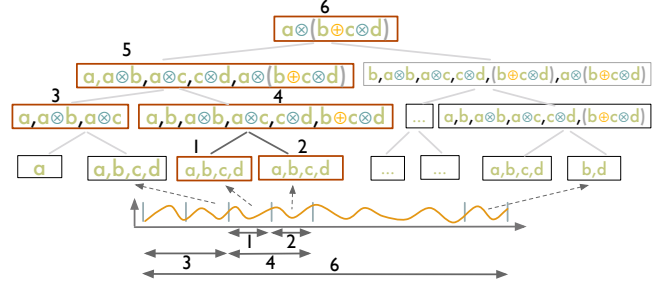 6
a⊗(b⊕c⊗d)
5
a,a⊗b,a⊗c,c⊗d,a⊗(b⊕c⊗d)
b,a⊗b,a⊗c,c⊗d,(b⊕c⊗d),a⊗(b⊕c⊗d)
3
4
a,a⊗b,a⊗c
a,b,a⊗b,a⊗c,c⊗d,b⊕c⊗d
...
a,b,a⊗b,a⊗c,c⊗d,(b⊕c⊗d)
1
2
a
a,b,c,d
a,b,c,d
a,b,c,d
...
...
a,b,c,d
b,d
1
2
3
4
6